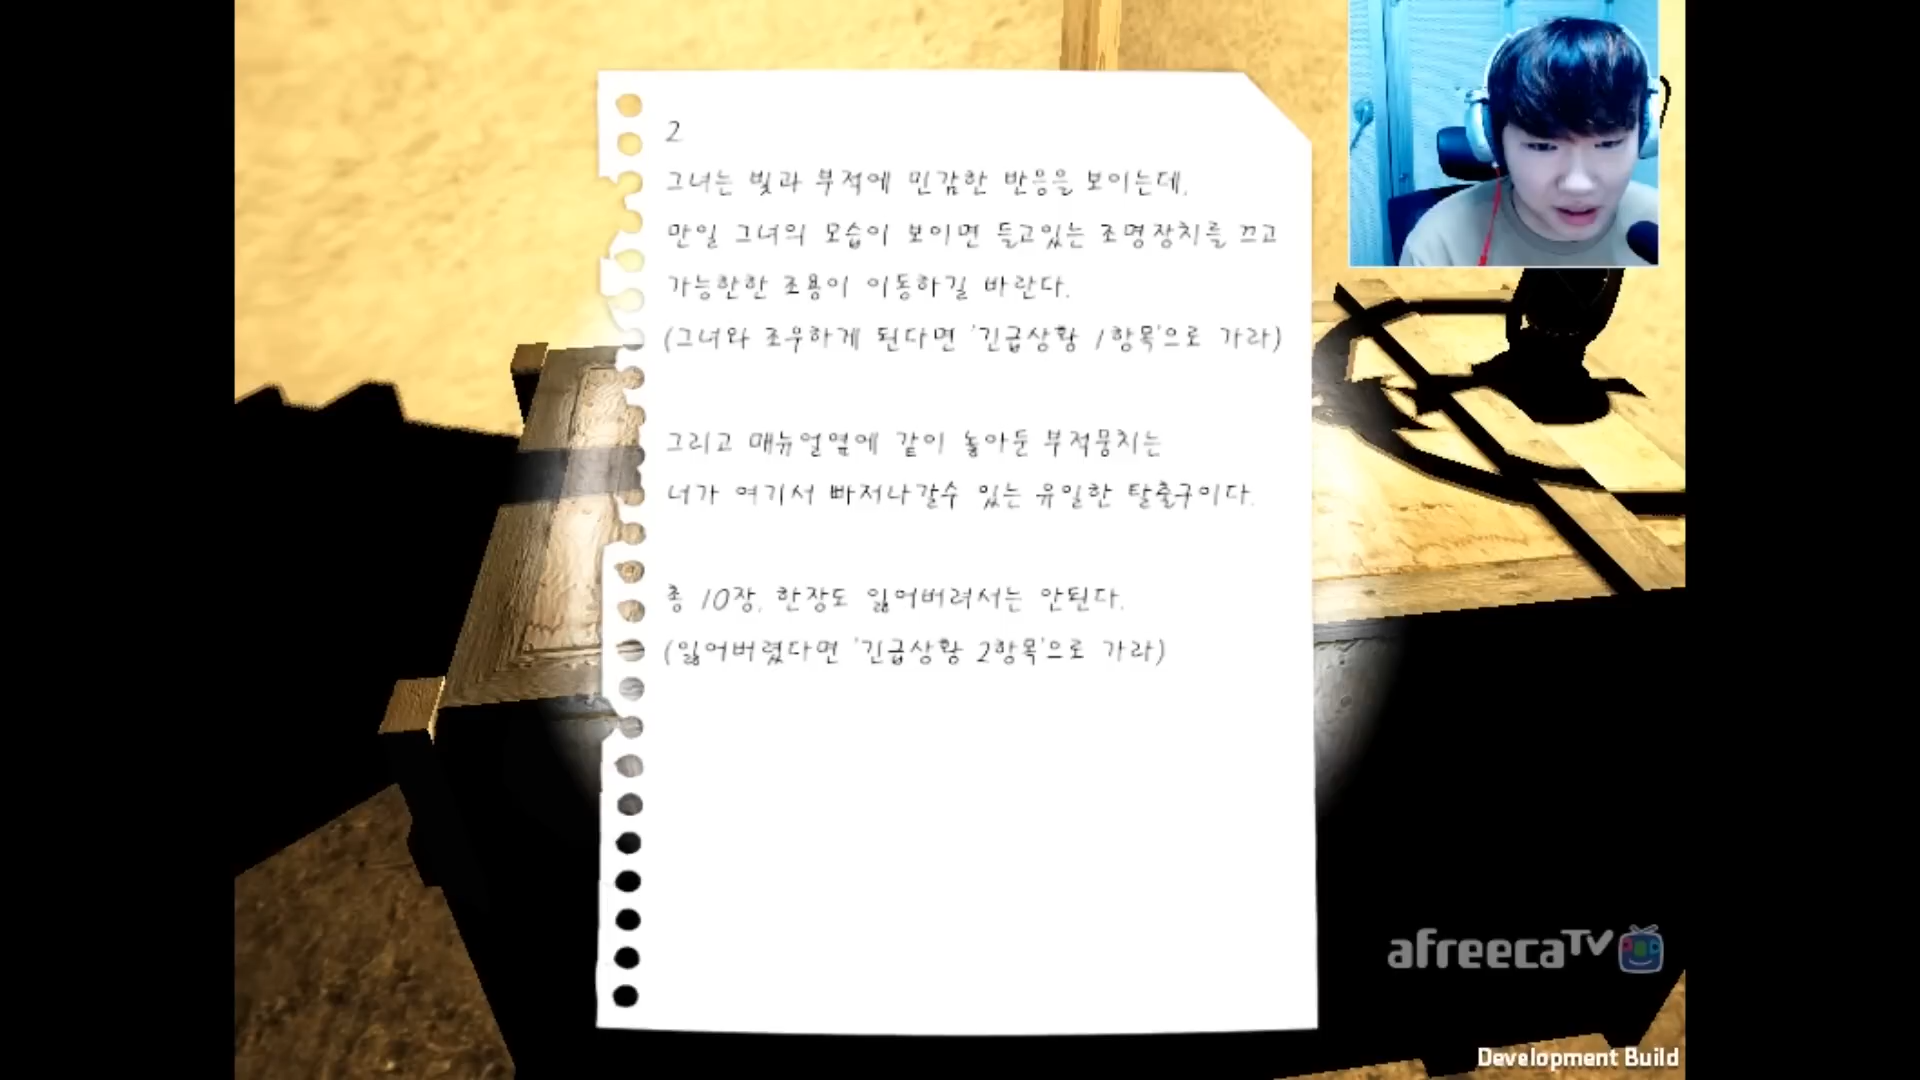 2
그녀는 빛과 부적에 민감한 반응을 보이는데,
만일 그녀의 모습이 보이면 들고있는 조명장치를 끄고
가능한한 조용이 이동하길 바란다.
(그녀와 조우하게 된다면 '긴급상황 1항목'으로 가라)
그리고 매뉴얼옆에 같이 놓아둔 부적뭉치는
너가 여기서 빠져나갈수 있는 유일한 탈출구이다.
총 10장, 한장도 잃어버려서는 안된다.
(잃어버렸다면 '긴급상황 2항목'으로 가라)
afreecaTV
Development Build